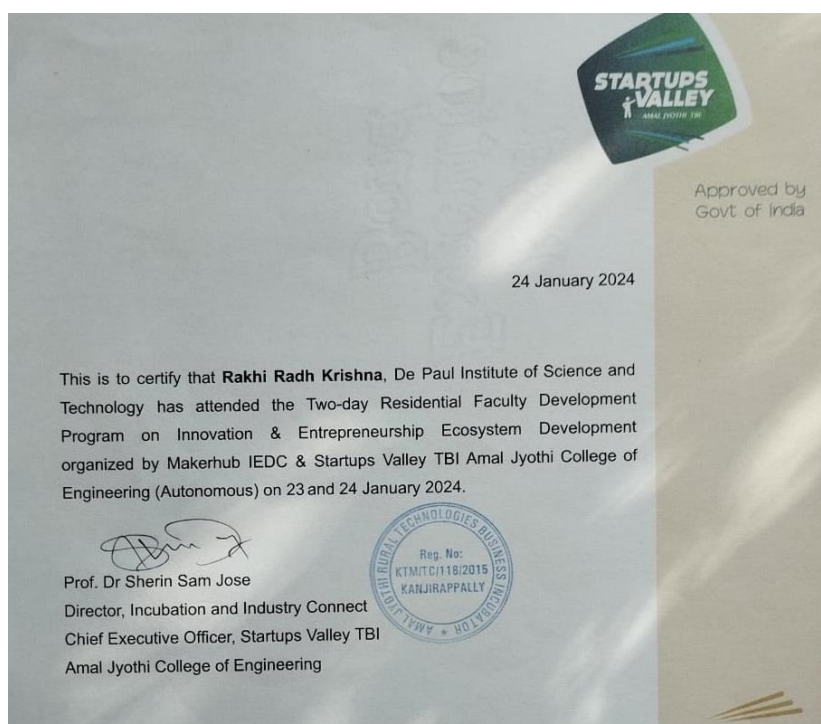 STARTUPS
VALLEY
AMAL JYOTHI TBI
Approved by
Govt of India
24 January 2024
This is to certify that Rakhi Radh Krishna, De Paul Institute of Science and
Technology has attended the Two-day Residential Faculty Development
Program on Innovation & Entrepreneurship Ecosystem Development
organized by Makerhub IEDC & Startups Valley TBI Amal Jyothi College of
Engineering (Autonomous) on 23 and 24 January 2024.
AMAL JYOTHI RURAL TECHNOLOGIES BUSINESS INCUBATOR
Reg. No:
KTM/TC/118/2015
KANJIRAPPALLY
Prof. Dr Sherin Sam Jose
Director, Incubation and Industry Connect
Chief Executive Officer, Startups Valley TBI
Amal Jyothi College of Engineering